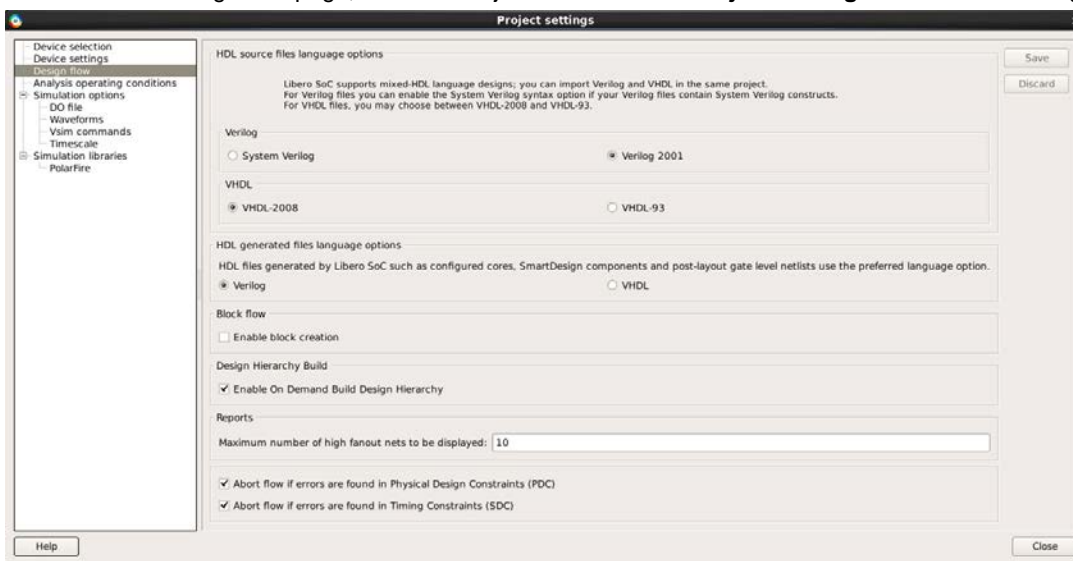 Project settings
Device selection
Device settings
Design flow
Analysis operating conditions
Simulation options
DO file
Waveforms
Vsim commands
Timescale
Simulation libraries
PolarFire
HDL source files language options
Libero SoC supports mixed-HDL language designs; you can import Verilog and VHDL in the same project.
For Verilog files you can enable the System Verilog syntax option if your Verilog files contain System Verilog constructs.
For VHDL files, you may choose between VHDL-2008 and VHDL-93.
Verilog
System Verilog Verilog 2001
VHDL
VHDL-2008 VHDL-93
HDL generated files language options
HDL files generated by Libero SoC such as configured cores, SmartDesign components and post-layout gate level netlists use the preferred language option.
Verilog VHDL
Block flow
Enable block creation
Design Hierarchy Build
Enable On Demand Build Design Hierarchy
Reports
Maximum number of high fanout nets to be displayed: 10
Abort flow if errors are found in Physical Design Constraints (PDC)
Abort flow if errors are found in Timing Constraints (SDC)
Save
Discard
Help
Close